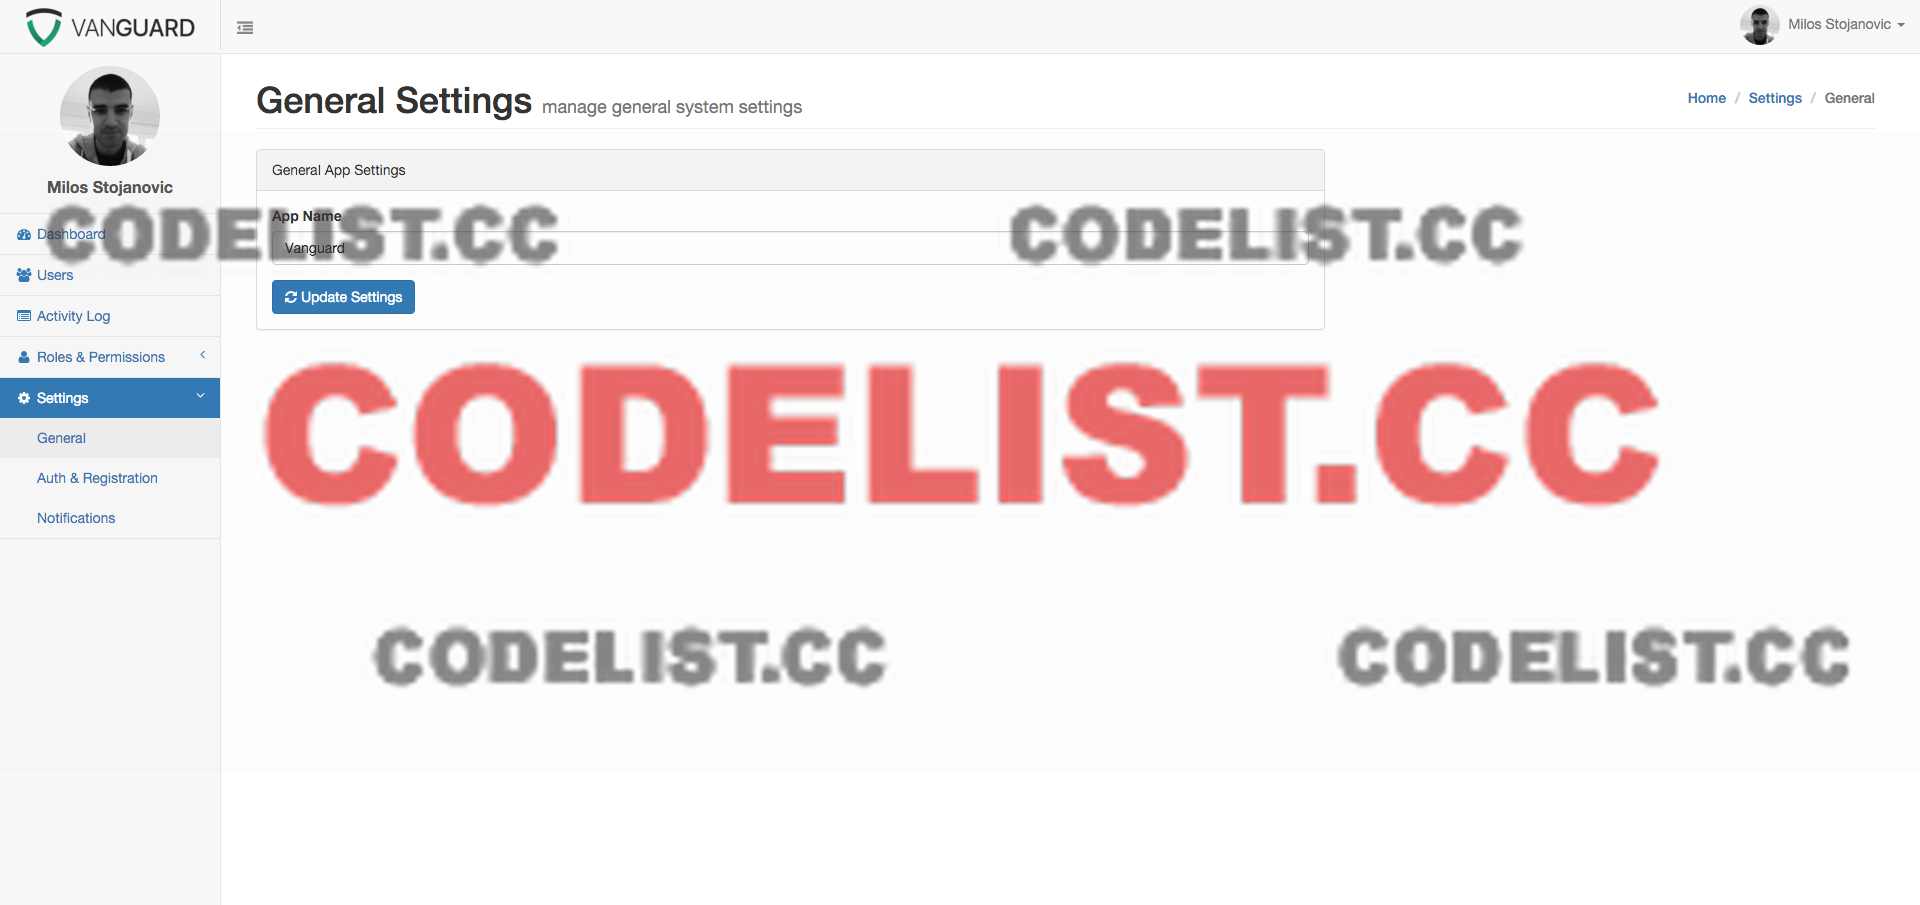 VANGUARD
Milos Stojanovic
Milos Stojanovic
General Settings manage general system settings
Home / Settings / General
General App Settings
App Name
Vanguard
Update Settings
Dashboard
Users
Activity Log
Roles & Permissions
Settings
General
Auth & Registration
Notifications
CODELIST.CC
CODELIST.CC
CODELIST.CC
CODELIST.CC
CODELIST.CC